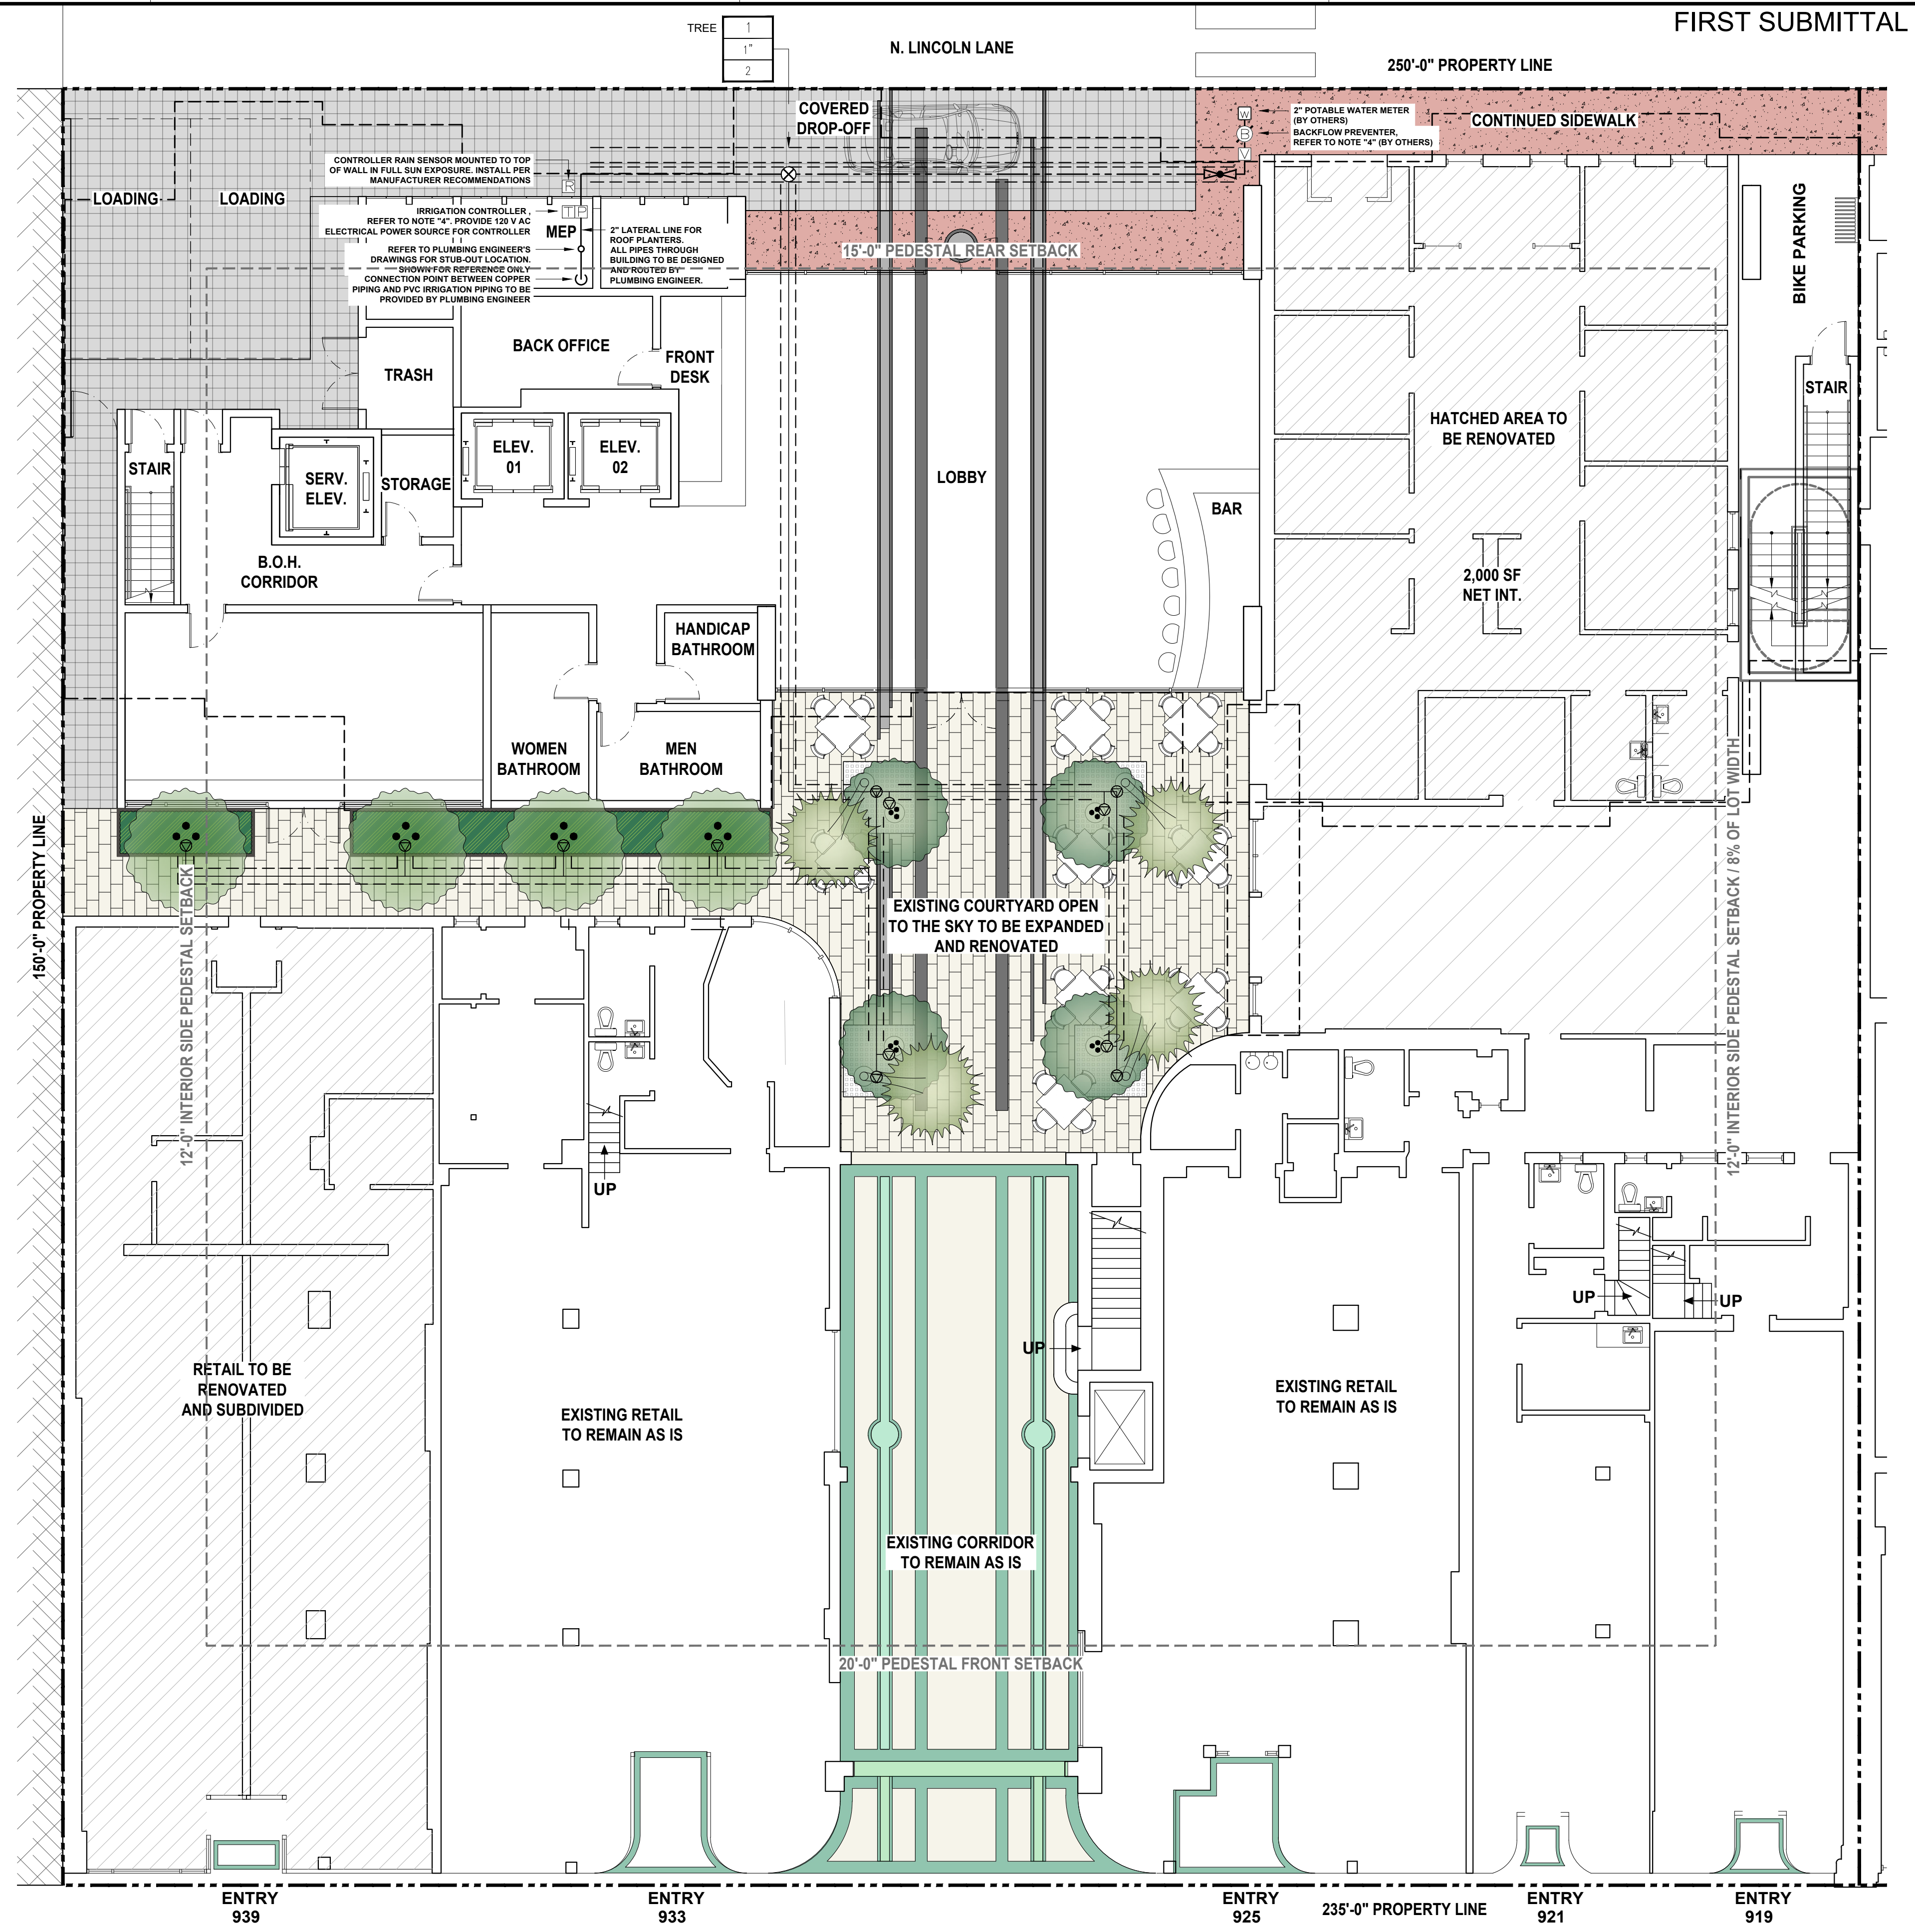 FIRST SUBMITTAL
TREE
1
1"
2
N. LINCOLN LANE
250'-0" PROPERTY LINE
COVERED
DROP-OFF
W
B
V
2" POTABLE WATER METER
(BY OTHERS)
BACKFLOW PREVENTER,
REFER TO NOTE "4" (BY OTHERS)
CONTINUED SIDEWALK
CONTROLLER RAIN SENSOR MOUNTED TO TOP
OF WALL IN FULL SUN EXPOSURE. INSTALL PER
MANUFACTURER RECOMMENDATIONS
R
LOADING
LOADING
IRRIGATION CONTROLLER ,
REFER TO NOTE "4". PROVIDE 120 V AC
ELECTRICAL POWER SOURCE FOR CONTROLLER
T P
MEP
REFER TO PLUMBING ENGINEER'S
DRAWINGS FOR STUB-OUT LOCATION.
SHOWN FOR REFERENCE ONLY
CONNECTION POINT BETWEEN COPPER
PIPING AND PVC IRRIGATION PIPING TO BE
PROVIDED BY PLUMBING ENGINEER
2" LATERAL LINE FOR
ROOF PLANTERS.
ALL PIPES THROUGH
BUILDING TO BE DESIGNED
AND ROUTED BY
PLUMBING ENGINEER.
15'-0" PEDESTAL REAR SETBACK
BIKE PARKING
BACK OFFICE
FRONT
DESK
TRASH
STAIR
HATCHED AREA TO
BE RENOVATED
STAIR
SERV.
ELEV.
STORAGE
ELEV.
01
ELEV.
02
LOBBY
BAR
B.O.H.
CORRIDOR
2,000 SF
NET INT.
HANDICAP
BATHROOM
WOMEN
BATHROOM
MEN
BATHROOM
150'-0" PROPERTY LINE
12'-0" INTERIOR SIDE PEDESTAL SETBACK
EXISTING COURTYARD OPEN
TO THE SKY TO BE EXPANDED
AND RENOVATED
12'-0" INTERIOR SIDE PEDESTAL SETBACK / 8% OF LOT WIDTH
UP
UP
UP
UP
RETAIL TO BE
RENOVATED
AND SUBDIVIDED
EXISTING RETAIL
TO REMAIN AS IS
EXISTING RETAIL
TO REMAIN AS IS
EXISTING CORRIDOR
TO REMAIN AS IS
20'-0" PEDESTAL FRONT SETBACK
ENTRY
939
ENTRY
933
ENTRY
925
235'-0" PROPERTY LINE
ENTRY
921
ENTRY
919